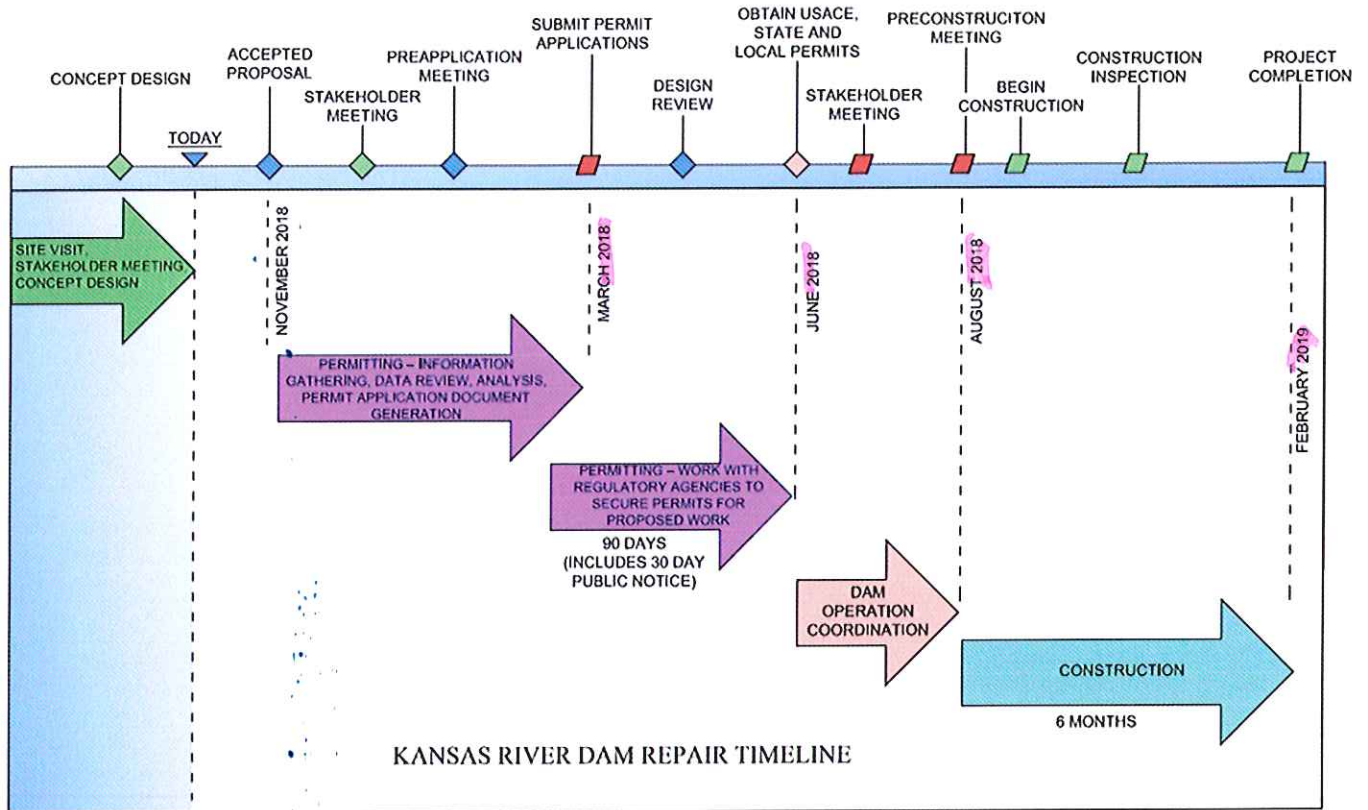 CONCEPT DESIGN
TODAY
ACCEPTED
PROPOSAL
STAKEHOLDER
MEETING
PREAPPLICATION
MEETING
SUBMIT PERMIT
APPLICATIONS
DESIGN
REVIEW
OBTAIN USACE,
STATE AND
LOCAL PERMITS
STAKEHOLDER
MEETING
PRECONSTRUCITON
MEETING
BEGIN
CONSTRUCTION
CONSTRUCTION
INSPECTION
PROJECT
COMPLETION
SITE VISIT,
STAKEHOLDER MEETING
CONCEPT DESIGN
NOVEMBER 2018
MARCH 2018
JUNE 2018
AUGUST 2018
FEBRUARY 2019
PERMITTING – INFORMATION
GATHERING, DATA REVIEW, ANALYSIS,
PERMIT APPLICATION DOCUMENT
GENERATION
PERMITTING – WORK WITH
REGULATORY AGENCIES TO
SECURE PERMITS FOR
PROPOSED WORK
90 DAYS
(INCLUDES 30 DAY
PUBLIC NOTICE)
DAM
OPERATION
COORDINATION
CONSTRUCTION
6 MONTHS
KANSAS RIVER DAM REPAIR TIMELINE